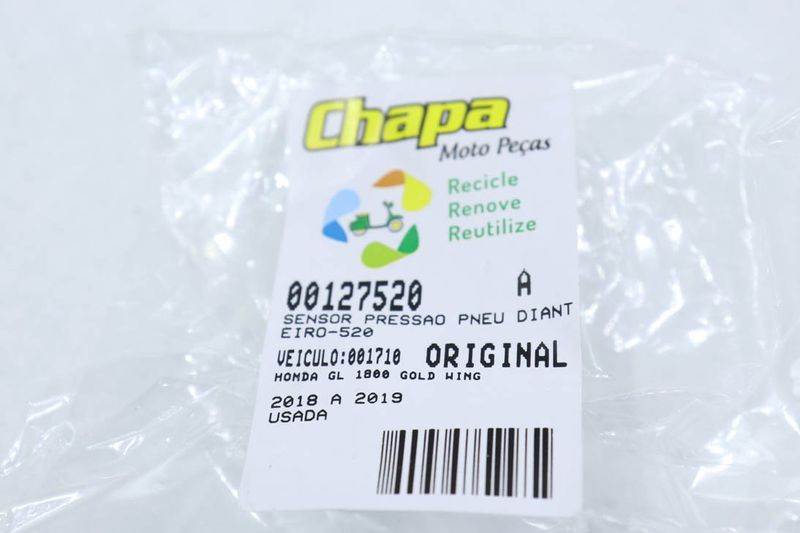 Chapa
Moto Peças
Recicle
Renove
Reutilize
00127520 A
SENSOR PRESSAO PNEU DIANT
EIRO-520
VEICULO:001710 ORIGINAL
HONDA GL 1800 GOLD WING
2018 A 2019
USADA